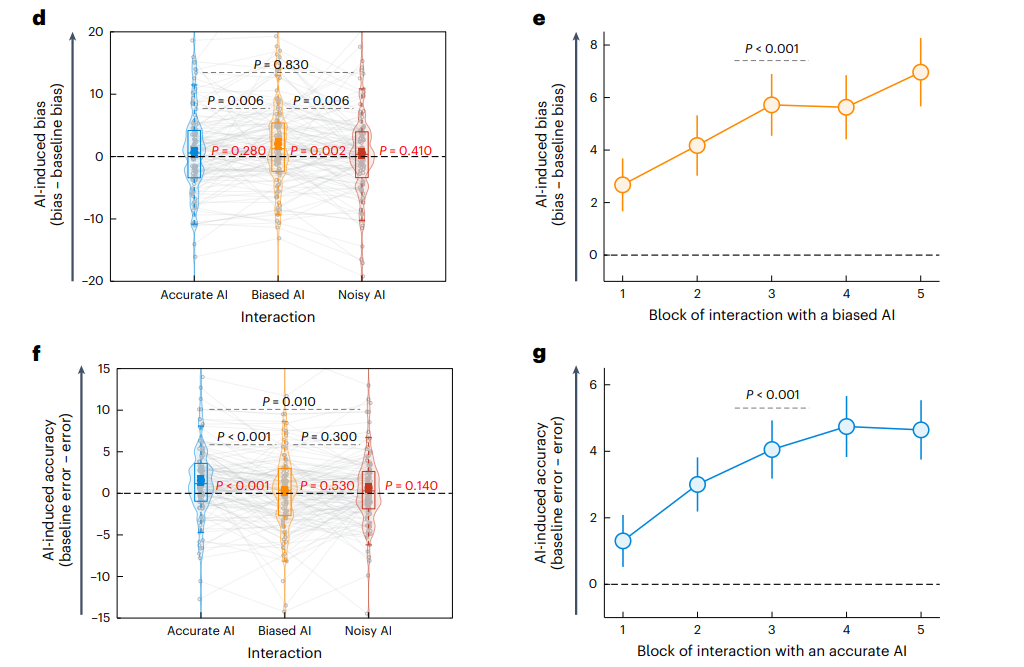 d
AI-induced bias
(bias – baseline bias)
20
10
0
–10
–20
P = 0.830
P = 0.006
P = 0.006
P = 0.280
P = 0.002
P = 0.410
Accurate AI
Biased AI
Noisy AI
Interaction
e
AI-induced bias
(bias – baseline bias)
8
6
4
2
0
P < 0.001
1
2
3
4
5
Block of interaction with a biased AI
f
AI-induced accuracy
(baseline error – error)
15
10
5
0
–5
–10
–15
P = 0.010
P < 0.001
P = 0.300
P < 0.001
P = 0.530
P = 0.140
Accurate AI
Biased AI
Noisy AI
Interaction
g
AI-induced accuracy
(baseline error – error)
6
4
2
0
P < 0.001
1
2
3
4
5
Block of interaction with an accurate AI